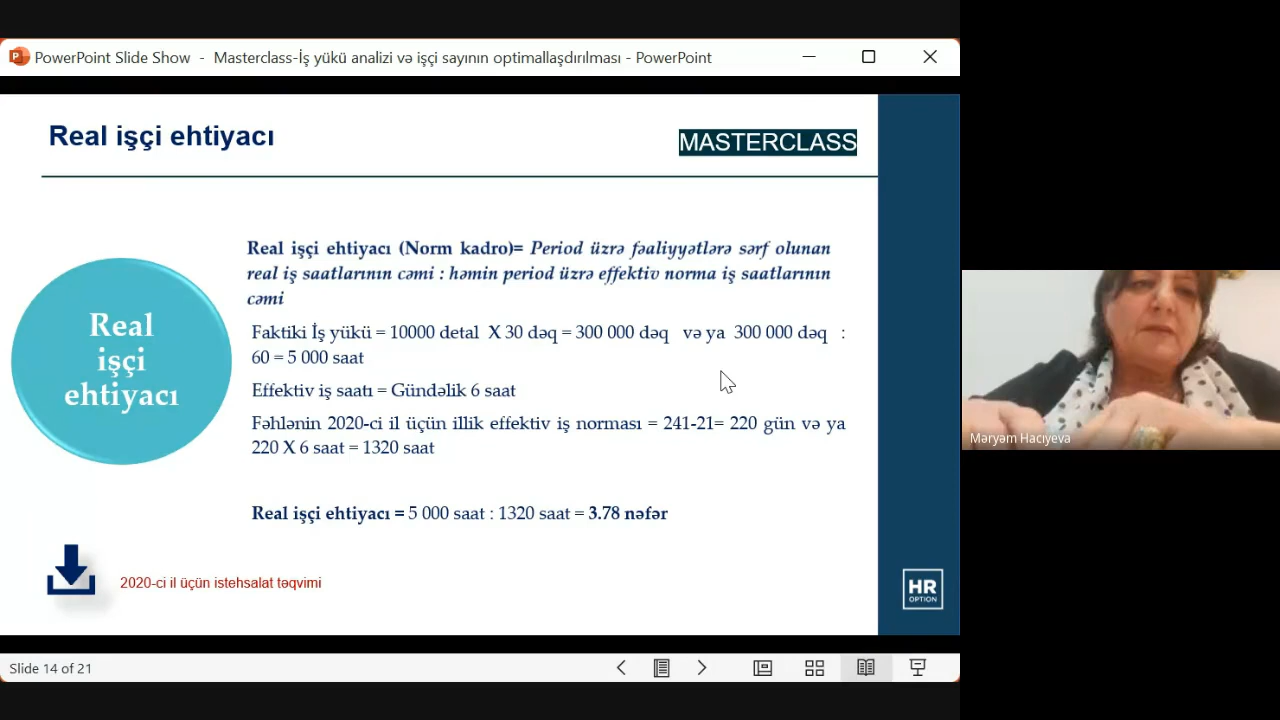 PowerPoint Slide Show - Masterclass-İş yükü analizi və işçi sayının optimallaşdırılması - PowerPoint
Real işçi ehtiyacı
MASTERCLASS
Real işçi ehtiyacı (Norm kadro)= Period üzrə fəaliyyətlərə sərf olunan
real iş saatlarının cəmi : həmin period üzrə effektiv norma iş saatlarının
cəmi
Real
işçi
ehtiyacı
Faktiki İş yükü = 10000 detal X 30 dəq = 300 000 dəq və ya 300 000 dəq :
60 = 5 000 saat
Effektiv iş saatı = Gündəlik 6 saat
Fəhlənin 2020-ci il üçün illik effektiv iş norması = 241-21= 220 gün və ya
220 X 6 saat = 1320 saat
Real işçi ehtiyacı = 5 000 saat : 1320 saat = 3.78 nəfər
2020-ci il üçün istehsalat təqvimi
HR
OPTION
Slide 14 of 21
Məryəm Hacıyeva